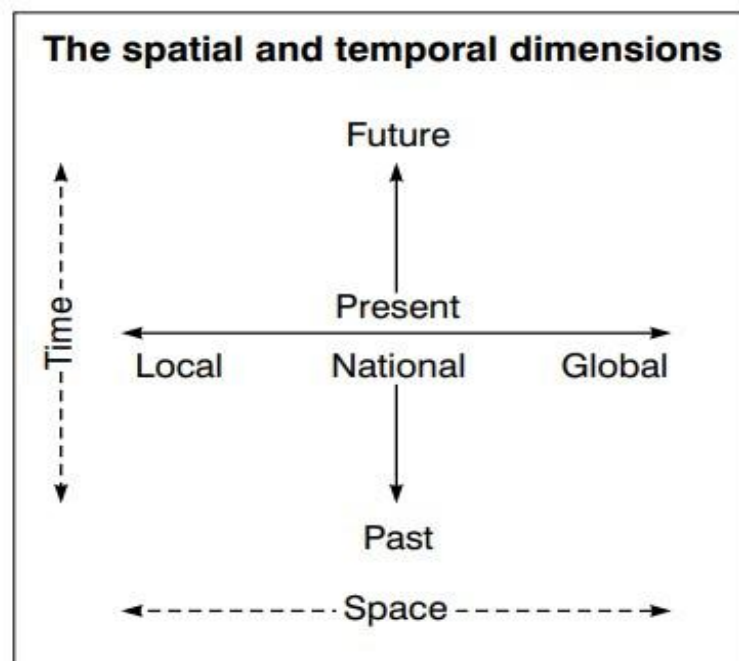 The spatial and temporal dimensions
Future
Time
Present
Local National Global
Past
Space